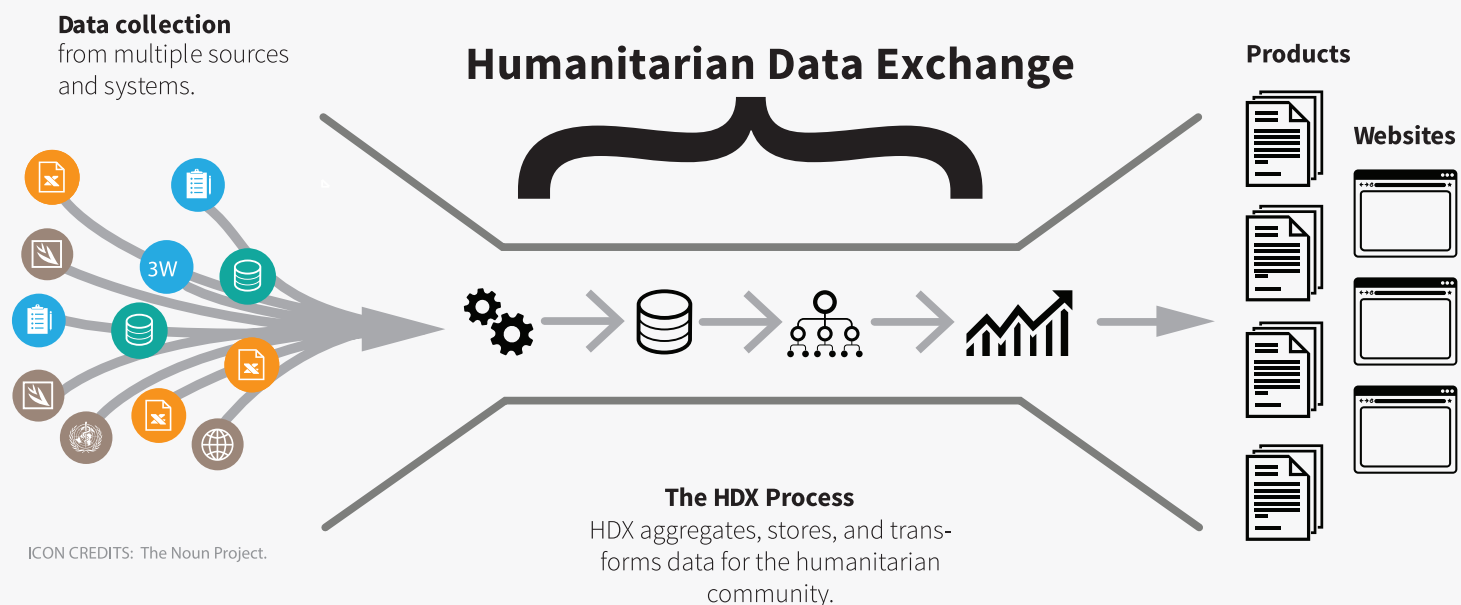 Data collection
from multiple sources
and systems.
Humanitarian Data Exchange
Products
Websites
3W
The HDX Process
HDX aggregates, stores, and trans-
forms data for the humanitarian
community.
ICON CREDITS: The Noun Project.